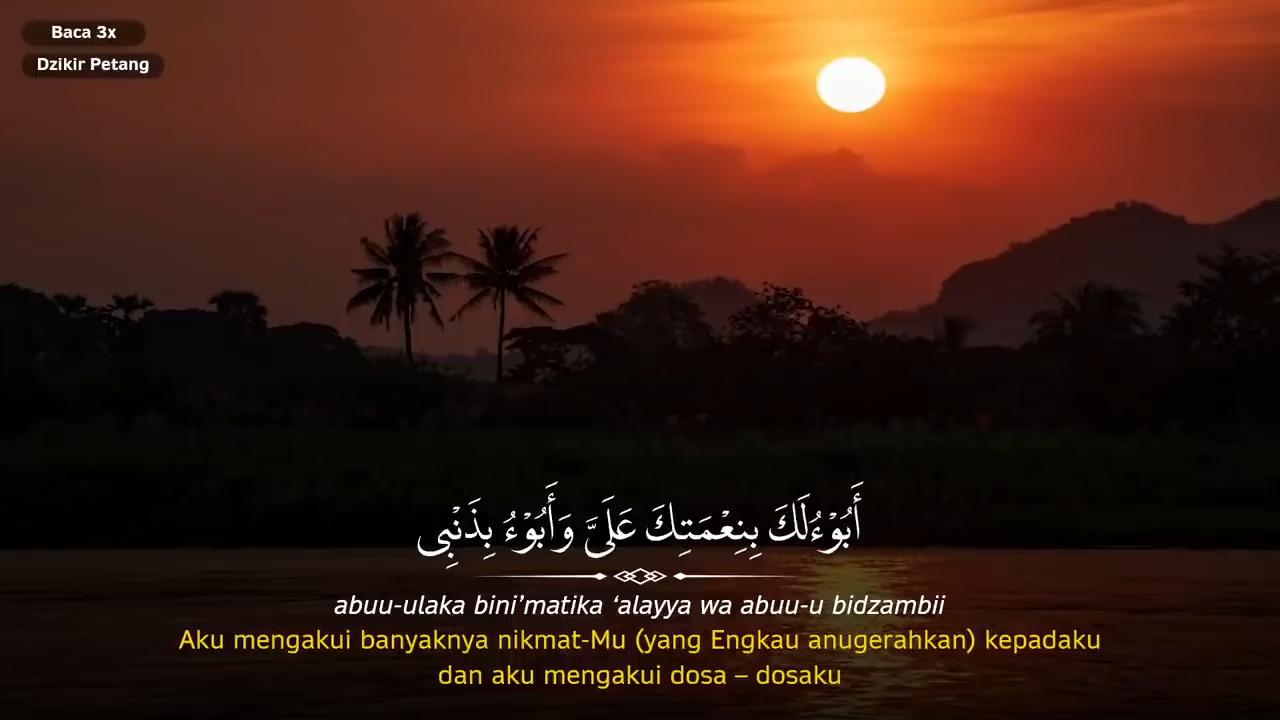 Baca 3x
Dzikir Petang
أَبُوْءُلَكَ بِنِعْمَتِكَ عَلَىَّ وَأَبُوْءُ بِذَنْبِى
abuu-ulaka bini’matika ‘alayya wa abuu-u bidzambii
Aku mengakui banyaknya nikmat-Mu (yang Engkau anugerahkan) kepadaku
dan aku mengakui dosa – dosaku